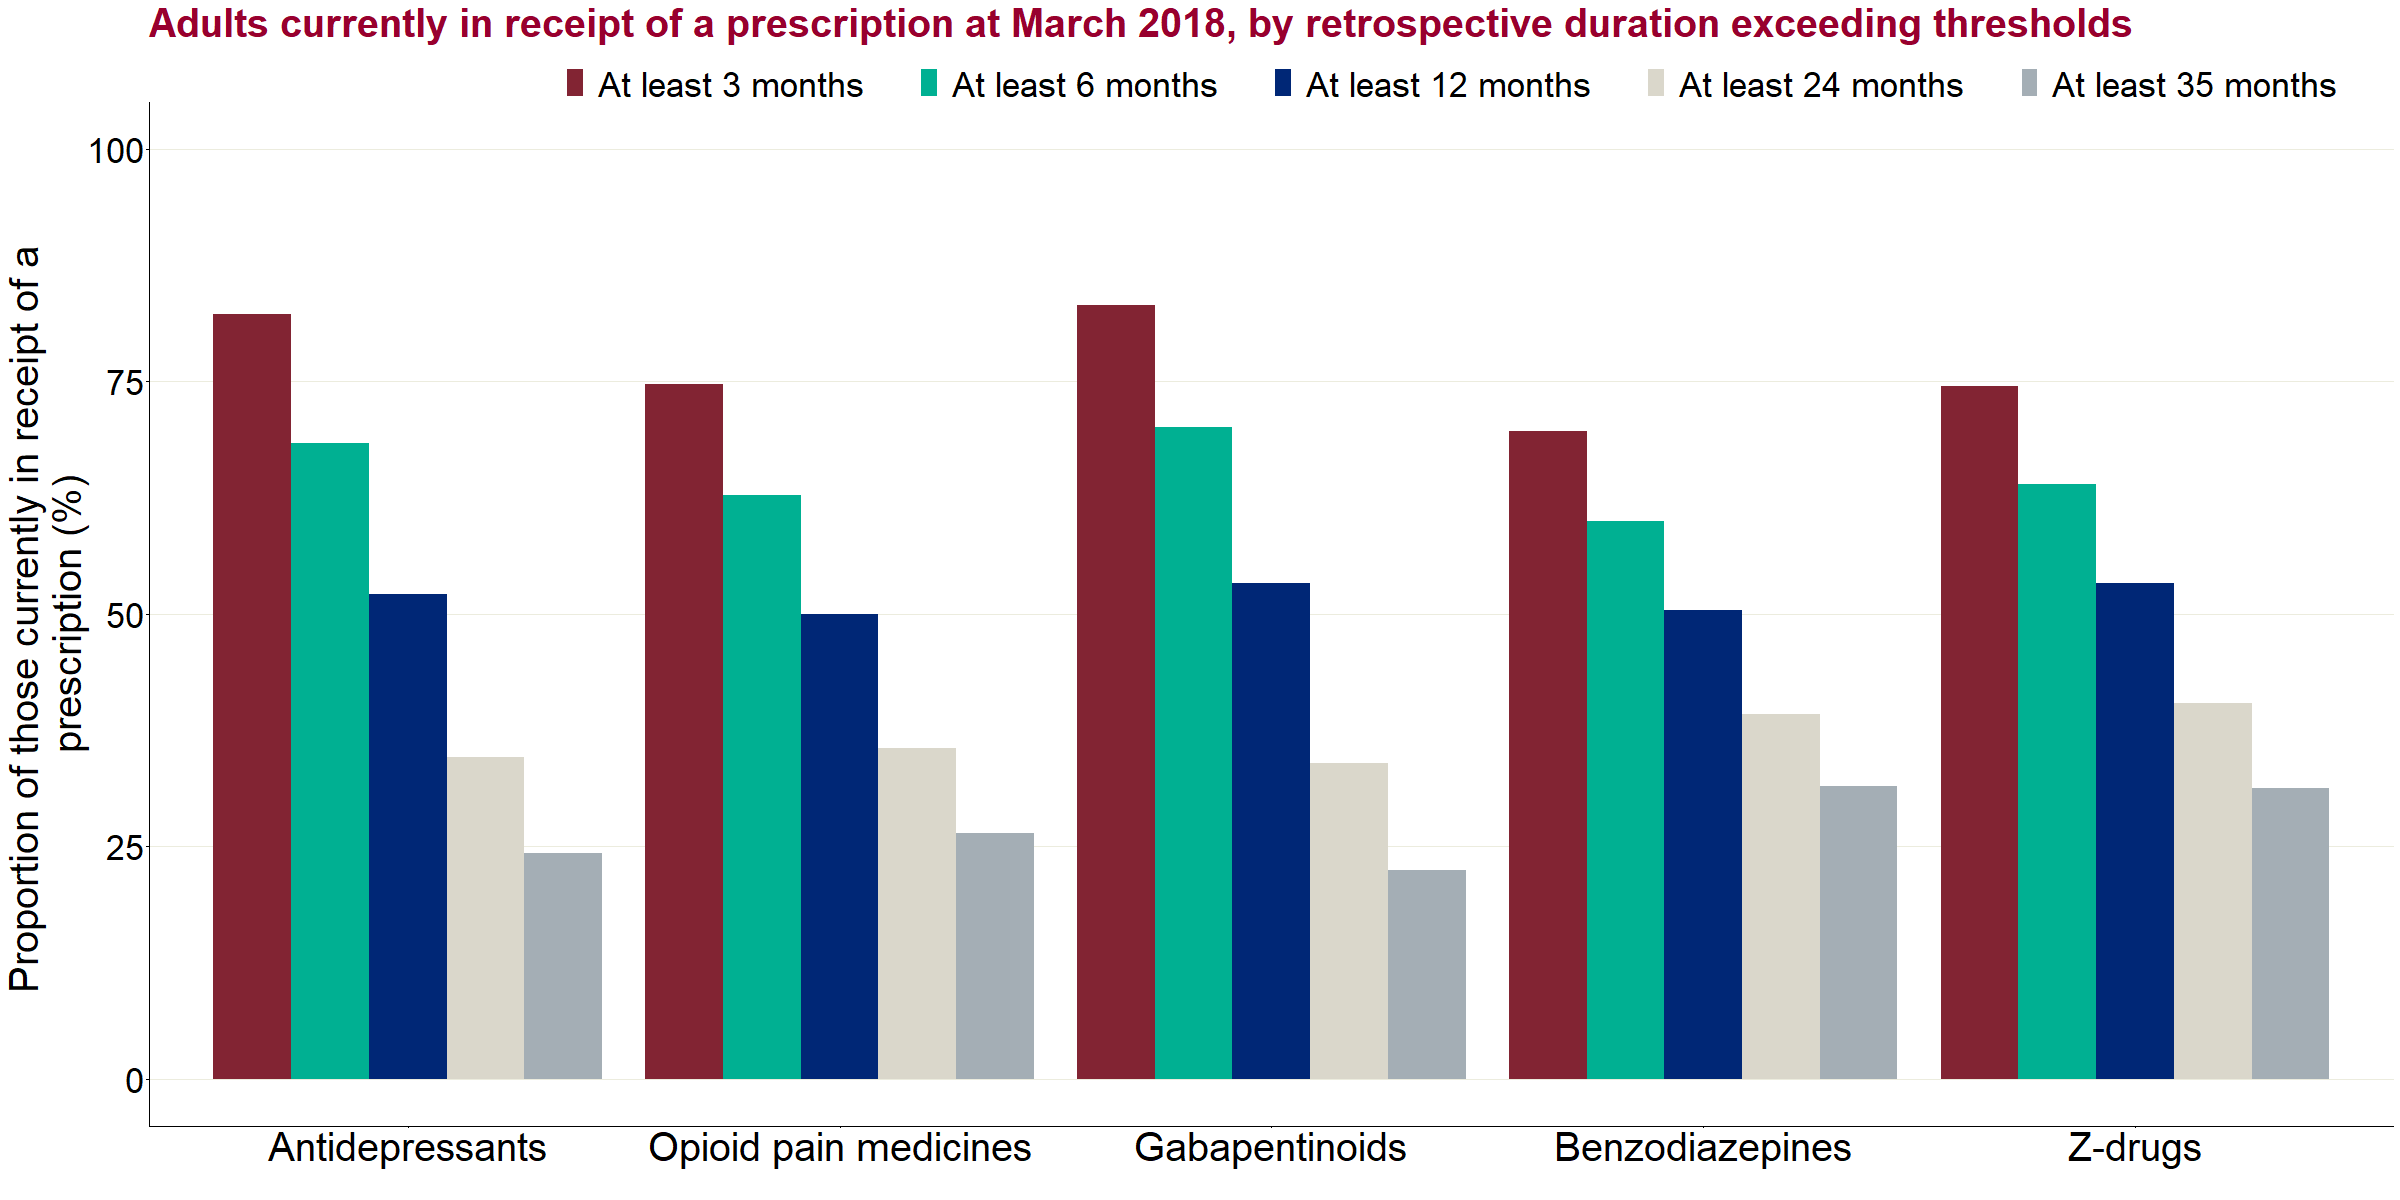 Adults currently in receipt of a prescription at March 2018, by retrospective duration exceeding thresholds
At least 3 months
At least 6 months
At least 12 months
At least 24 months
At least 35 months
Proportion of those currently in receipt of a
prescription (%)
100
75
50
25
0
Antidepressants
Opioid pain medicines
Gabapentinoids
Benzodiazepines
Z-drugs